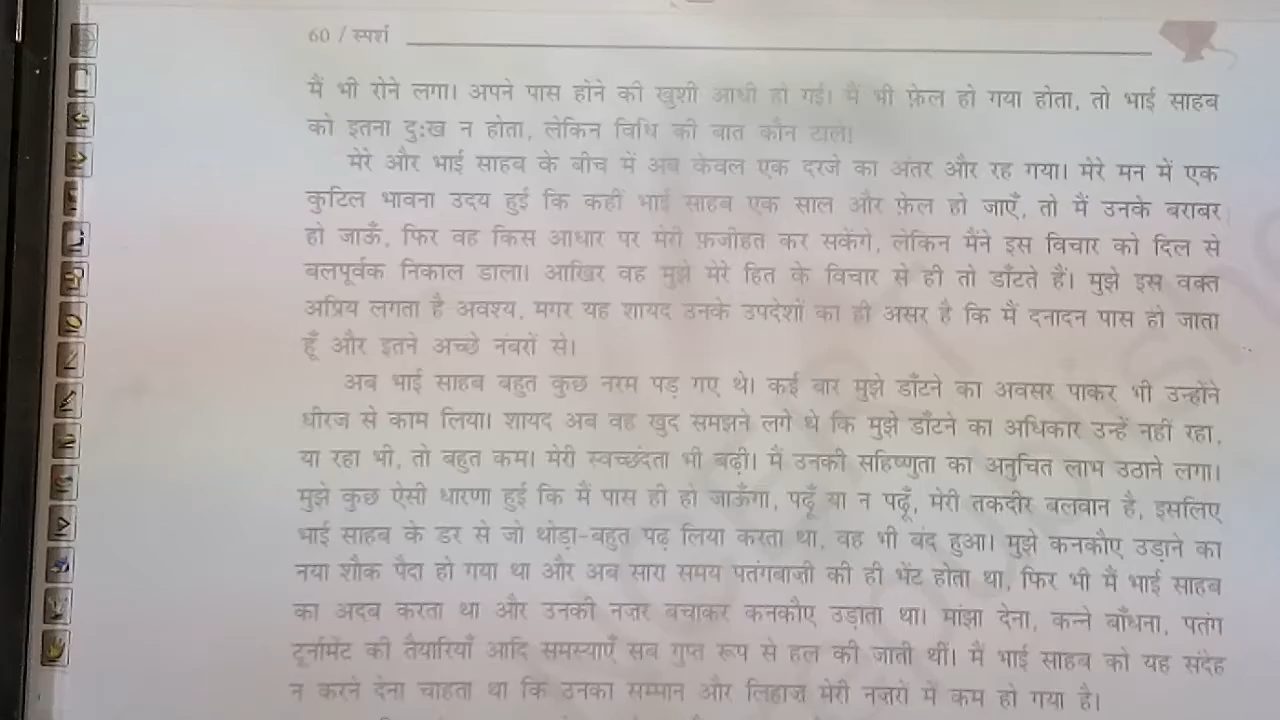 60 / स्पर्श
मैं भी रोने लगा। अपने पास होने की खुशी आधी हो गई। मैं भी फ़ेल हो गया होता, तो भाई साहब
को इतना दु:ख न होता, लेकिन विधि की बात कौन टाले।
मेरे और भाई साहब के बीच में अब केवल एक दरजे का अंतर और रह गया। मेरे मन में एक
कुटिल भावना उदय हुई कि कहीं भाई साहब एक साल और फ़ेल हो जाएँ, तो मैं उनके बराबर
हो जाऊँ, फिर वह किस आधार पर मेरी फ़जीहत कर सकेंगे, लेकिन मैंने इस विचार को दिल से
बलपूर्वक निकाल डाला। आखिर वह मुझे मेरे हित के विचार से ही तो डाँटते हैं। मुझे इस वक्त
अप्रिय लगता है अवश्य, मगर यह शायद उनके उपदेशों का ही असर है कि मैं दनादन पास हो जाता
हूँ और इतने अच्छे नंबरों से।
अब भाई साहब बहुत कुछ नरम पड़ गए थे। कई बार मुझे डाँटने का अवसर पाकर भी उन्होंने
धीरज से काम लिया। शायद अब वह खुद समझने लगे थे कि मुझे डाँटने का अधिकार उन्हें नहीं रहा,
या रहा भी, तो बहुत कम। मेरी स्वच्छंदता भी बढ़ी। मैं उनकी सहिष्णुता का अनुचित लाभ उठाने लगा।
मुझे कुछ ऐसी धारणा हुई कि मैं पास ही हो जाऊँगा, पढ़ूँ या न पढ़ूँ, मेरी तकदीर बलवान है, इसलिए
भाई साहब के डर से जो थोड़ा-बहुत पढ़ लिया करता था, वह भी बंद हुआ। मुझे कनकौए उड़ाने का
नया शौक पैदा हो गया था और अब सारा समय पतंगबाज़ी की ही भेंट होता था, फिर भी मैं भाई साहब
का अदब करता था और उनकी नज़र बचाकर कनकौए उड़ाता था। मांझा देना, कन्ने बाँधना, पतंग
टूर्नामेंट की तैयारियाँ आदि समस्याएँ सब गुप्त रूप से हल की जाती थीं। मैं भाई साहब को यह संदेह
न करने देना चाहता था कि उनका सम्मान और लिहाज़ मेरी नज़रों में कम हो गया है।